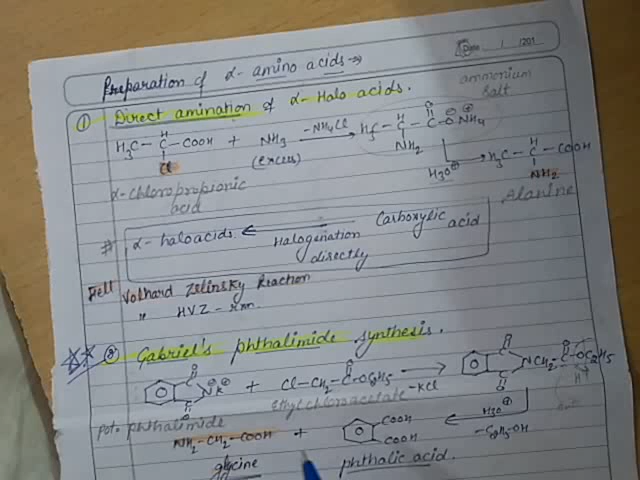 Date / /201
Preparation of α-amino acids →
① Direct amination of α-Halo acids.
ammonium salt
H3C-C-COOH + NH3 -NH4Cl → H3C-C-C-O⊖ NH4⊕
H Cl (excess) H NH2 O
H3O⊕ → H3C-C-COOH
H NH2
α-chloropropionic acid
Alanine
# α-haloacids ← Carboxylic acid
Halogenation directly
Hell Volhard Zelinsky Reaction
" H.V.Z - rxn.
② Gabriel's phthalimide synthesis.
N⊖K⊕ + Cl-CH2-C-OC2H5 → N-CH2-C-OC2H5
-KCl
Ethylchloroacetate
Pot. phthalimide
H3O⊕
-C2H5-OH
NH2-CH2-COOH + COOH
COOH
glycine phthalic acid.